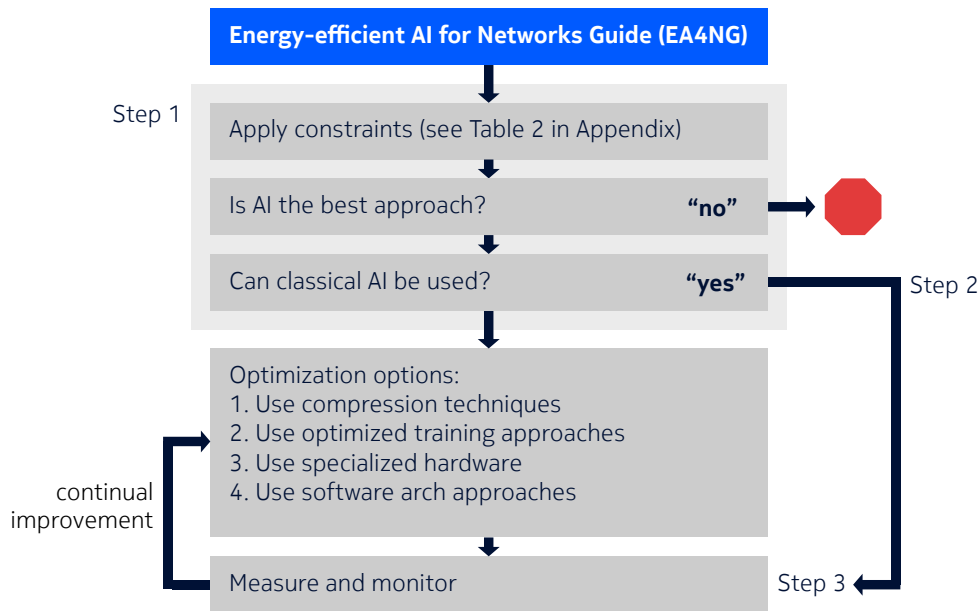 Energy-efficient AI for Networks Guide (EA4NG)
Step 1
Apply constraints (see Table 2 in Appendix)
Is AI the best approach? “no”
Can classical AI be used? “yes”
Step 2
Optimization options:
1. Use compression techniques
2. Use optimized training approaches
3. Use specialized hardware
4. Use software arch approaches
continual
improvement
Measure and monitor
Step 3